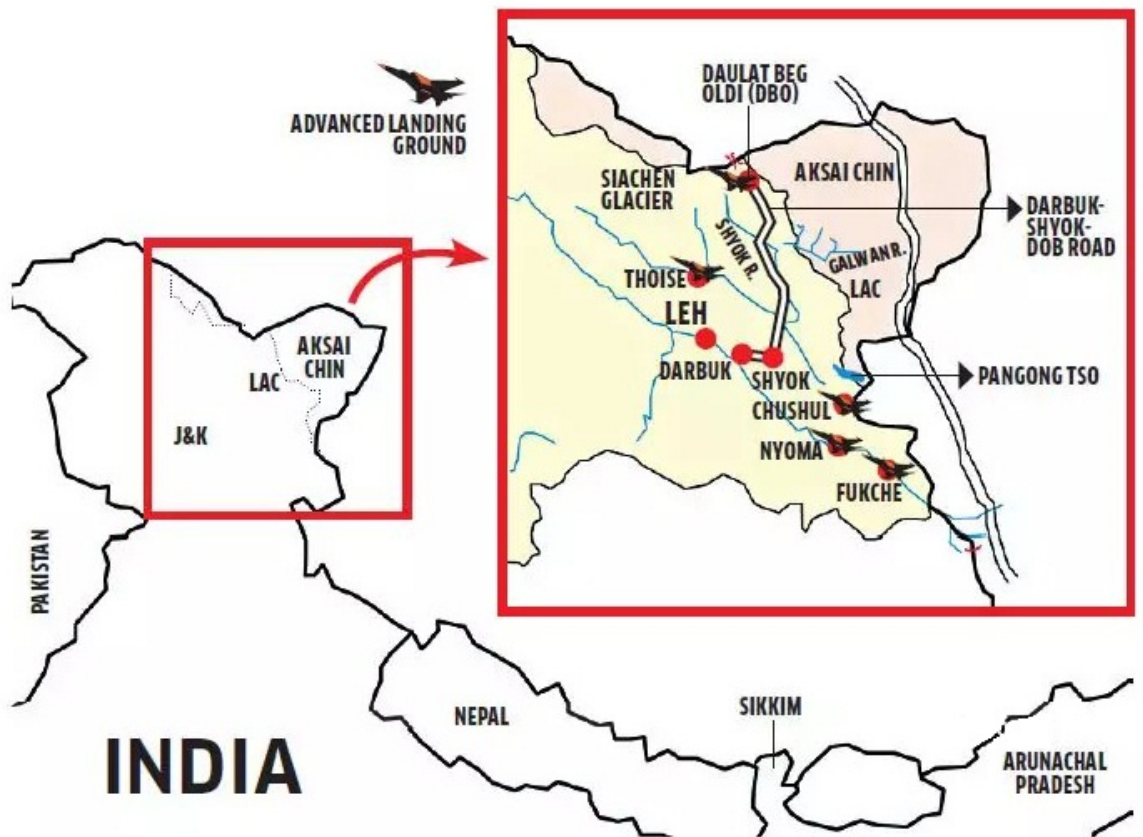 ADVANCED LANDING
GROUND
DAULAT BEG
OLDI (DBO)
SIACHEN
GLACIER
AKSAI CHIN
DARBUK-
SHYOK-
DOB ROAD
SHYOK R.
GALWAN R.
LAC
THOISE
LEH
DARBUK
SHYOK
PANGONG TSO
CHUSHUL
NYOMA
FUKCHE
AKSAI
CHIN
LAC
J&K
PAKISTAN
NEPAL
SIKKIM
ARUNACHAL
PRADESH
INDIA